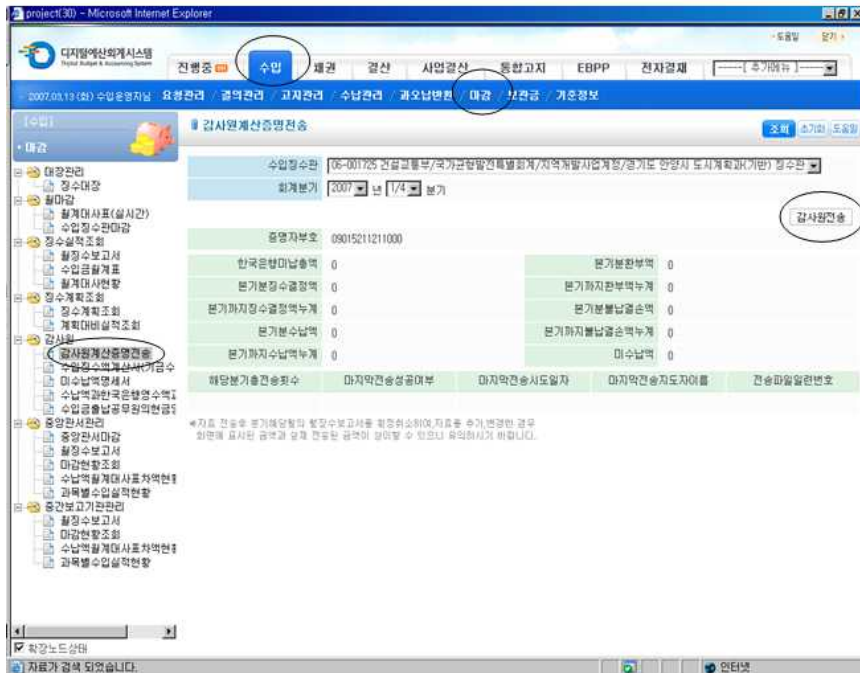 project(30) - Microsoft Internet Explorer
도움말 닫기
디지털예산회계시스템
Digital Budget & Accounting System
진행중 수입 채권 결산 사업결산 통합고지 EBPP 전자결재 ------[ 추가메뉴 ]------
2007.03.13 (화) 수입운영자님 요청관리 / 결의관리 / 고지관리 / 수납관리 / 과오납반환 / 마감 / 보관금 / 기준정보
[수입]
• 마감
감사원계산증명전송
조회 초기화 도움말
수입징수관 [06-001725 건설교통부/국가균형발전특별회계/지역개발사업계정/경기도 안양시 도시계획과(기반) 징수관
회계분기 2007 년 1/4 분기
감사원전송
증명자부호 09015211211000
한국은행미납총액 0 본기분환부액 0
본기분징수결정액 0 본기까지환부액누계 0
본기까지징수결정액누계 0 본기분불납결손액 0
본기분수납액 0 본기까지불납결손액누계 0
본기까지수납액누계 0 미수납액 0
해당분기총전송횟수 마지막전송성공여부 마지막전송시도일자 마지막전송지도자이름 전송파일일련번호
※자료 전송후 분기해당월의 월징수보고서를 확정취소하여,자료를 추가,변경한 경우
화면에 표시된 금액과 실제 전송된 금액이 상이할 수 있으니 유의하시기 바랍니다.
대장관리
징수대장
월마감
월계대사표(실시간)
수입징수관마감
징수실적조회
월징수보고서
수입금월계표
월계대사현황
징수계획조회
징수계획조회
계획대비실적조회
감사원
감사원계산증명전송
수입징수액계산서(기금수
미수납액명세서
수납액과한국은행영수액
수입금출납공무원의현금
중앙관서관리
중앙관서마감
월징수보고서
마감현황조회
수납액월계대사표차액현황
과목별수입실적현황
중간보고기관관리
월징수보고서
마감현황조회
수납액월계대사표차액현황
과목별수입실적현황
확장노드상태
자료가 검색 되었습니다.
인터넷